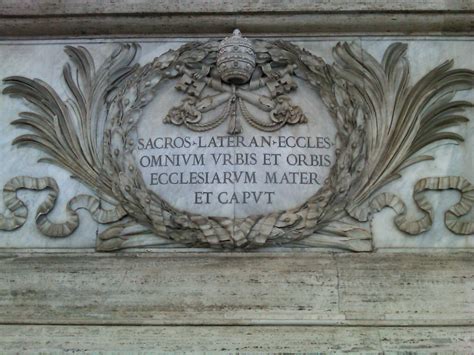 SACROS · LATERAN · ECCLES
OMNIVM VRBIS ET ORBIS
ECCLESIARVM MATER
ET CAPVT